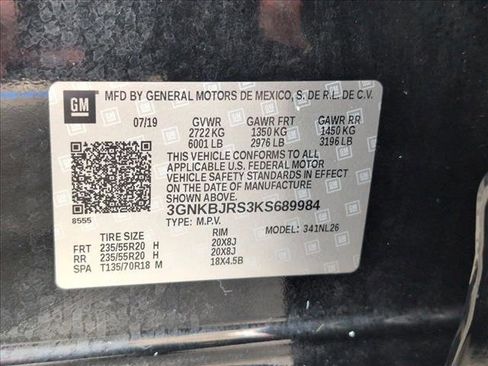 GM
MFD BY GENERAL MOTORS DE MEXICO, S. DE R.L. DE C.V.
07/19 GVWR GAWR FRT GAWR RR
2722 KG 1350 KG 1450 KG
6001 LB 2976 LB 3196 LB
THIS VEHICLE CONFORMS TO ALL
APPLICABLE U.S. FEDERAL MOTOR
VEHICLE SAFETY STANDARDS IN EFFECT
ON THE DATE OF MANUFACTURE SHOWN ABOVE.
3GNKBJRS3KS689984
8555 TYPE: M.P.V. MODEL: 341NL26
TIRE SIZE RIM
FRT 235/55R20 H 20X8J
RR 235/55R20 H 20X8J
SPA T135/70R18 M 18X4.5B